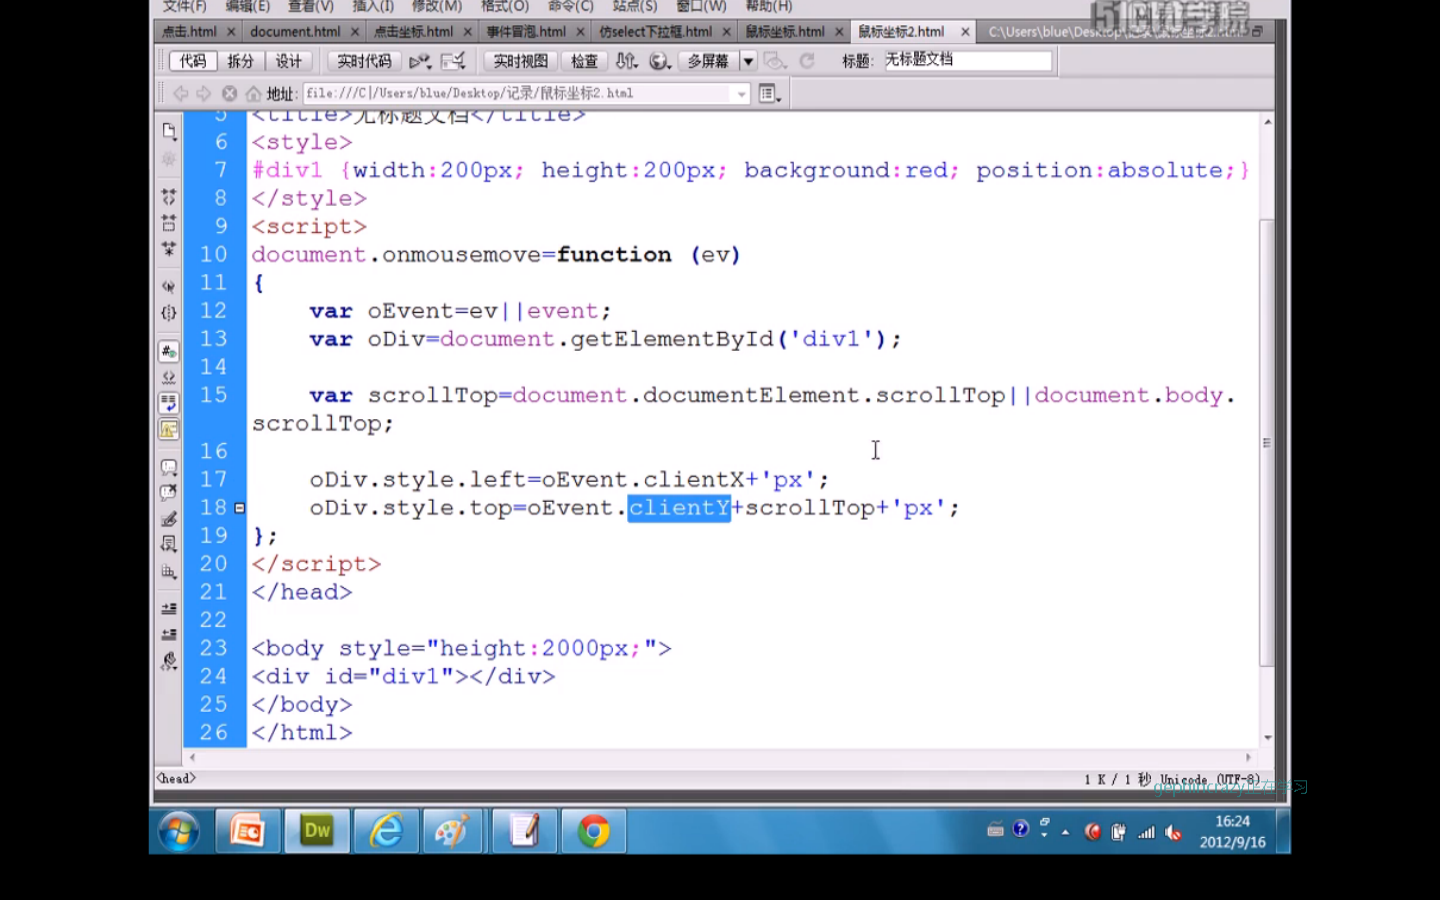 文件(F) 编辑(E) 查看(V) 插入(I) 修改(M) 格式(O) 命令(C) 站点(S) 窗口(W) 帮助(H)
51CTO学院
点击.html document.html 点击坐标.html 事件冒泡.html 仿select下拉框.html 鼠标坐标.html 鼠标坐标2.html C:\Users\blue\Desktop\记录\鼠标坐标2.html
代码 拆分 设计 实时代码 实时视图 检查 多屏幕 标题: 无标题文档
地址: file:///C|/Users/blue/Desktop/记录/鼠标坐标2.html
5 <title>无标题文档</title>
6 <style>
7 #div1 {width:200px; height:200px; background:red; position:absolute;}
8 </style>
9 <script>
10 document.onmousemove=function (ev)
11 {
12 var oEvent=ev||event;
13 var oDiv=document.getElementById('div1');
14
15 var scrollTop=document.documentElement.scrollTop||document.body.
scrollTop;
16
17 oDiv.style.left=oEvent.clientX+'px';
18 oDiv.style.top=oEvent.clientY+scrollTop+'px';
19 };
20 </script>
21 </head>
22
23 <body style="height:2000px;">
24 <div id="div1"></div>
25 </body>
26 </html>
<head> 1 K / 1 秒 Unicode (UTF-8)
Dw
16:24
2012/9/16